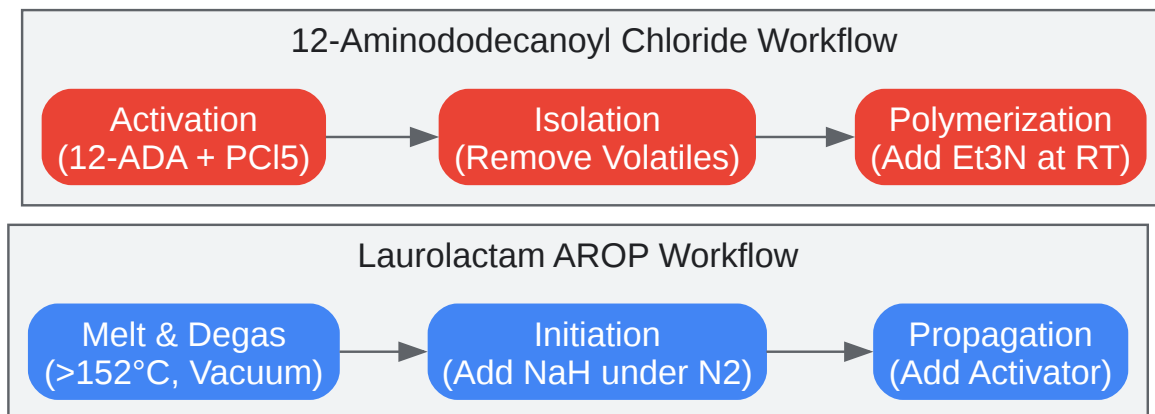 12-Aminododecanoyl Chloride Workflow
Activation
(12-ADA + PCl5)
Isolation
(Remove Volatiles)
Polymerization
(Add Et3N at RT)
Laurolactam AROP Workflow
Melt & Degas
(>152°C, Vacuum)
Initiation
(Add NaH under N2)
Propagation
(Add Activator)